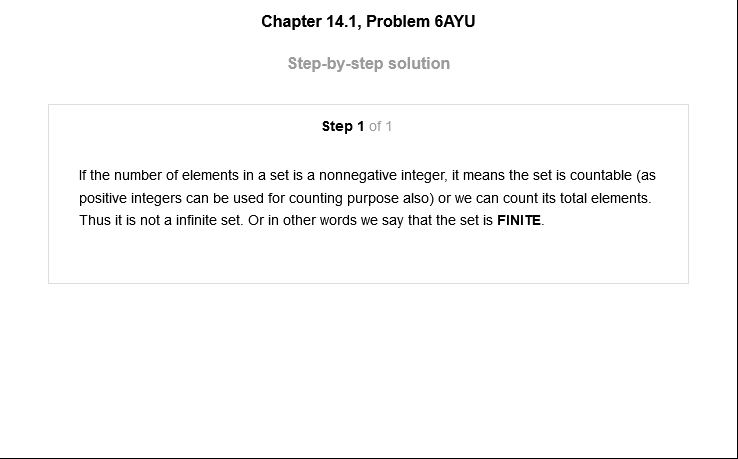 Chapter 14.1, Problem 6AYU
Step-by-step solution
Step 1 of 1
If the number of elements in a set is a nonnegative integer, it means the set is countable (as
positive integers can be used for counting purpose also) or we can count its total elements.
Thus it is not a infinite set. Or in other words we say that the set is FINITE.